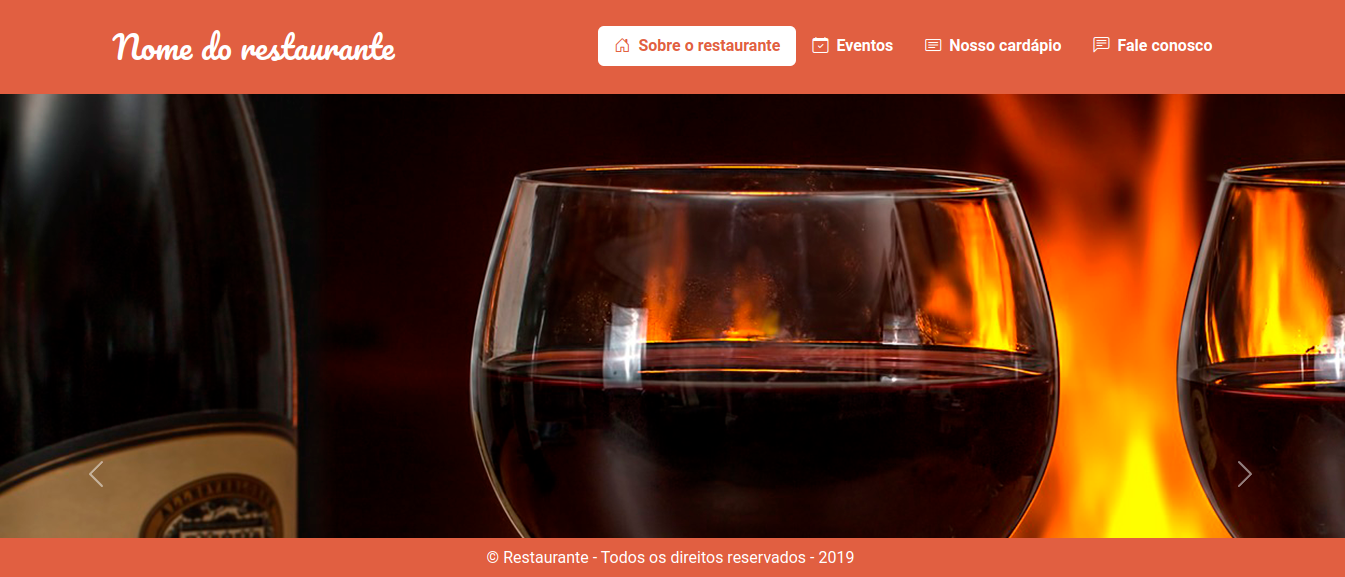 Nome do restaurante
Sobre o restaurante
Eventos
Nosso cardápio
Fale conosco
© Restaurante - Todos os direitos reservados - 2019